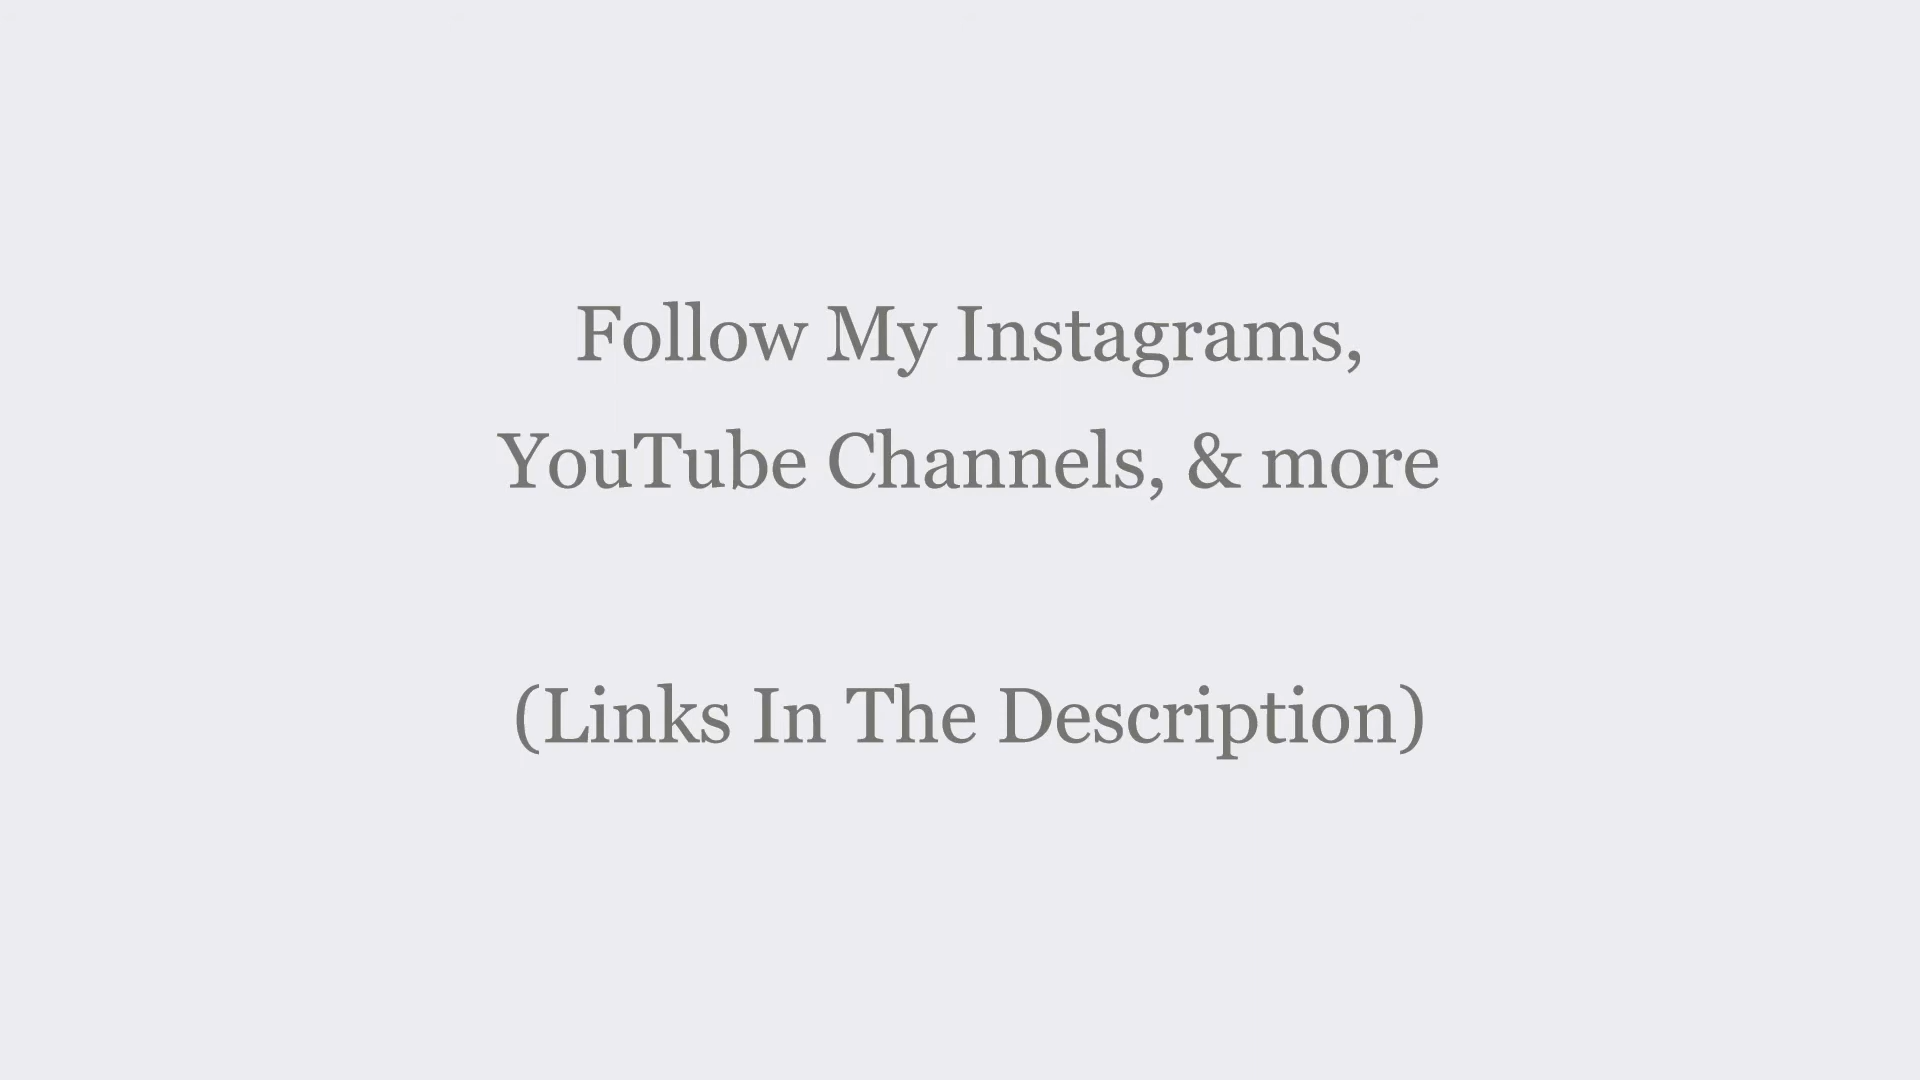 Follow My Instagrams,
YouTube Channels, & more
(Links In The Description)